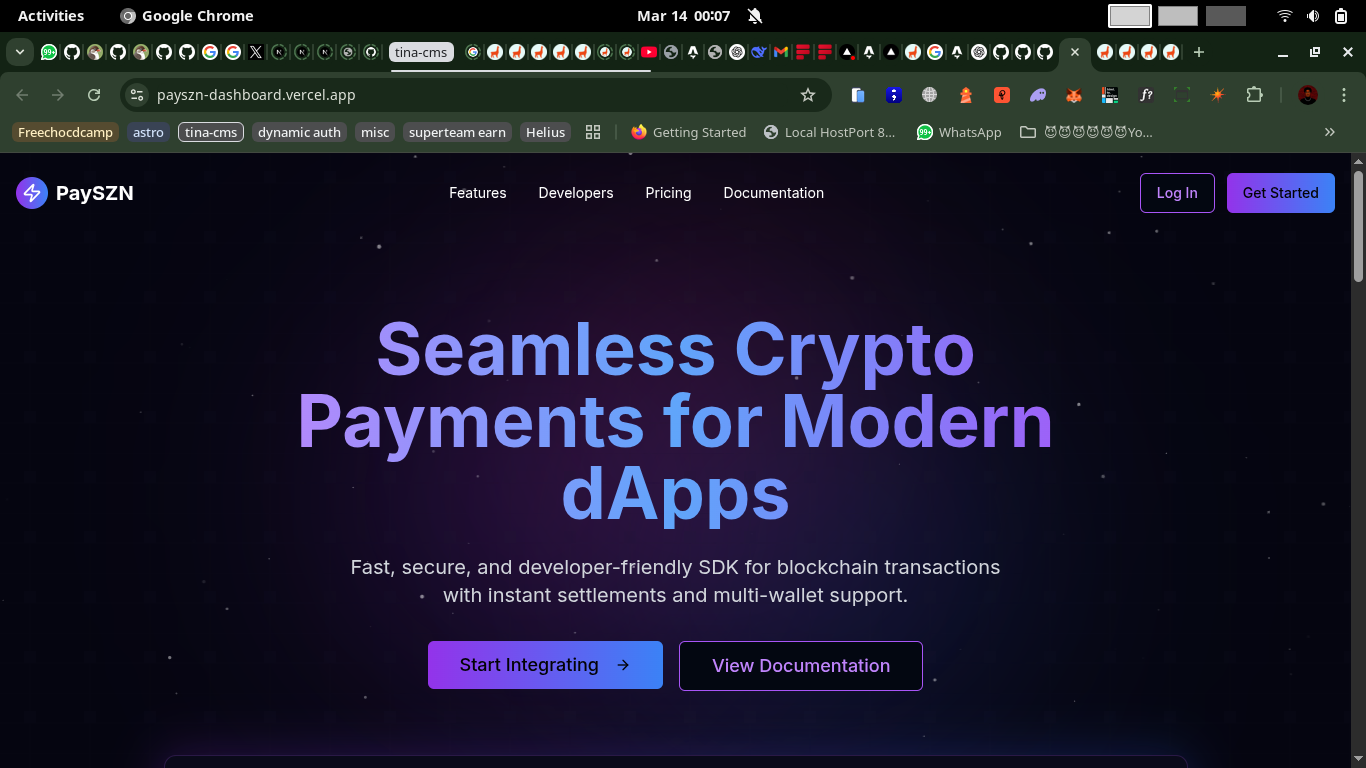 Activities
Google Chrome
Mar 14 00:07
99+
tina-cms
payszn-dashboard.vercel.app
Freechocdcamp
astro
tina-cms
dynamic auth
misc
superteam earn
Helius
Getting Started
Local HostPort 8...
99+
WhatsApp
😈😈😈😈😈😈Yo...
PaySZN
Features
Developers
Pricing
Documentation
Log In
Get Started
Seamless Crypto
Payments for Modern
dApps
Fast, secure, and developer-friendly SDK for blockchain transactions
with instant settlements and multi-wallet support.
Start Integrating
View Documentation